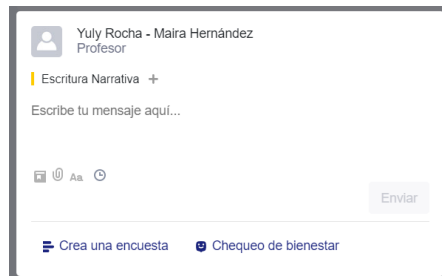 Yuly Rocha - Maira Hernández
Profesor
Escritura Narrativa +
Escribe tu mensaje aquí...
Aa
Enviar
Crea una encuesta Chequeo de bienestar